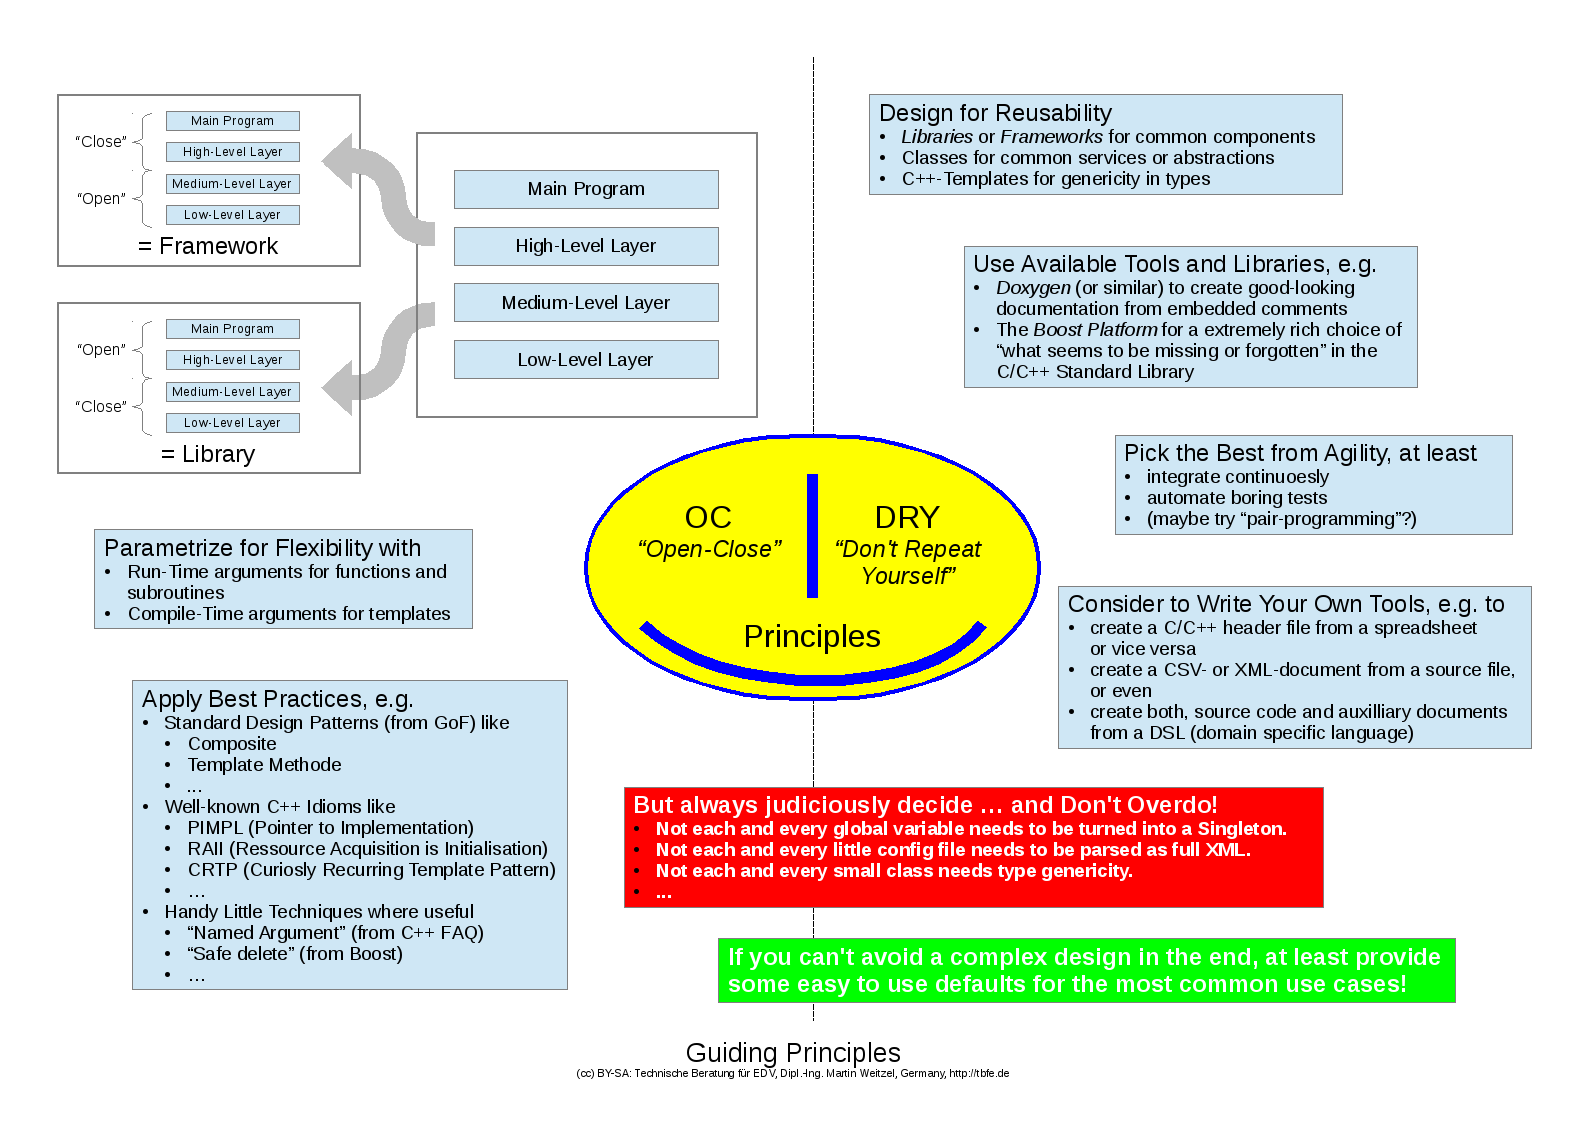 “Close”
“Open”
Main Program
High-Level Layer
Medium-Level Layer
Low-Level Layer
= Framework
“Open”
“Close”
Main Program
High-Level Layer
Medium-Level Layer
Low-Level Layer
= Library
Main Program
High-Level Layer
Medium-Level Layer
Low-Level Layer
Parametrize for Flexibility with
• Run-Time arguments for functions and
subroutines
• Compile-Time arguments for templates
Apply Best Practices, e.g.
• Standard Design Patterns (from GoF) like
• Composite
• Template Methode
• ...
• Well-known C++ Idioms like
• PIMPL (Pointer to Implementation)
• RAII (Ressource Acquisition is Initialisation)
• CRTP (Curiosly Recurring Template Pattern)
• …
• Handy Little Techniques where useful
• “Named Argument” (from C++ FAQ)
• “Safe delete” (from Boost)
• …
OC
“Open-Close”
DRY
“Don't Repeat
Yourself”
Principles
Design for Reusability
• Libraries or Frameworks for common components
• Classes for common services or abstractions
• C++-Templates for genericity in types
Use Available Tools and Libraries, e.g.
• Doxygen (or similar) to create good-looking
documentation from embedded comments
• The Boost Platform for a extremely rich choice of
“what seems to be missing or forgotten” in the
C/C++ Standard Library
Pick the Best from Agility, at least
• integrate continuoesly
• automate boring tests
• (maybe try “pair-programming”?)
Consider to Write Your Own Tools, e.g. to
• create a C/C++ header file from a spreadsheet
or vice versa
• create a CSV- or XML-document from a source file,
or even
• create both, source code and auxilliary documents
from a DSL (domain specific language)
But always judiciously decide … and Don't Overdo!
• Not each and every global variable needs to be turned into a Singleton.
• Not each and every little config file needs to be parsed as full XML.
• Not each and every small class needs type genericity.
• ...
If you can't avoid a complex design in the end, at least provide
some easy to use defaults for the most common use cases!
Guiding Principles
(cc) BY-SA: Technische Beratung für EDV, Dipl.-Ing. Martin Weitzel, Germany, http://tbfe.de